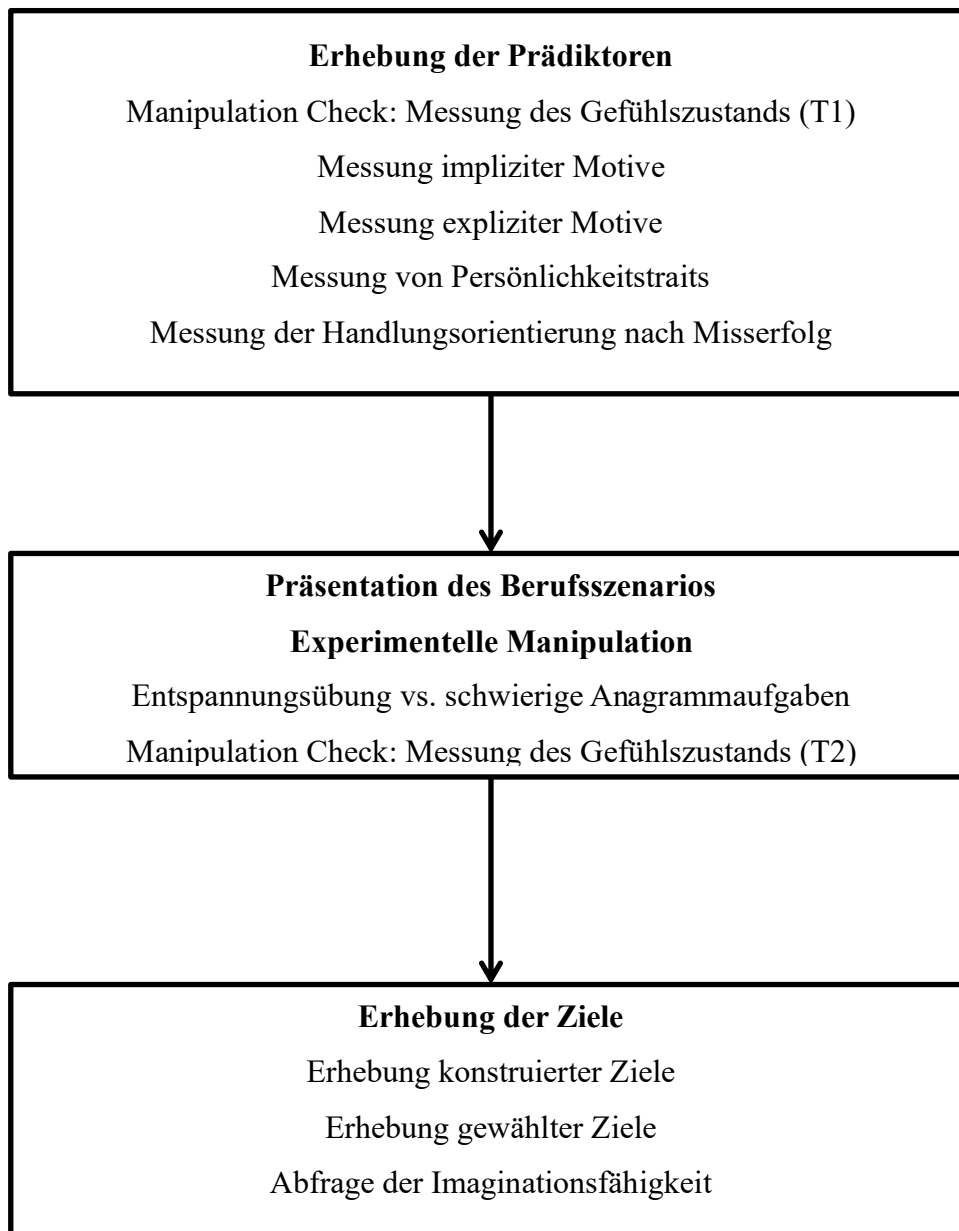 Erhebung der Prädiktoren
Manipulation Check: Messung des Gefühlszustands (T1)
Messung impliziter Motive
Messung expliziter Motive
Messung von Persönlichkeitstraits
Messung der Handlungsorientierung nach Misserfolg
Präsentation des Berufsszenarios
Experimentelle Manipulation
Entspannungsübung vs. schwierige Anagrammaufgaben
Manipulation Check: Messung des Gefühlszustands (T2)
Erhebung der Ziele
Erhebung konstruierter Ziele
Erhebung gewählter Ziele
Abfrage der Imaginationsfähigkeit